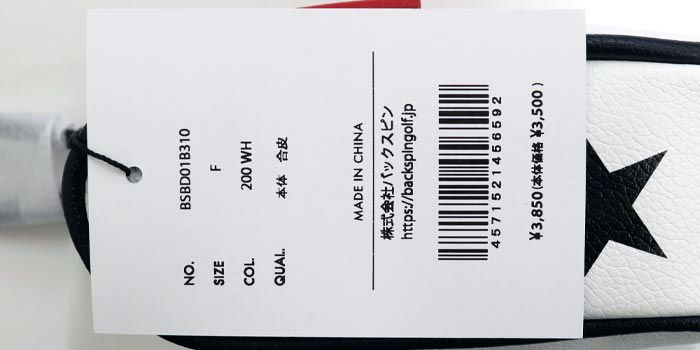 NO. BSBD01B310
SIZE F
COL. 200 WH
QUAL. 本体 合皮
MADE IN CHINA
株式会社バックスピン
https://backspingolf.jp
4571521456592
¥3,850(本体価格 ¥3,500)